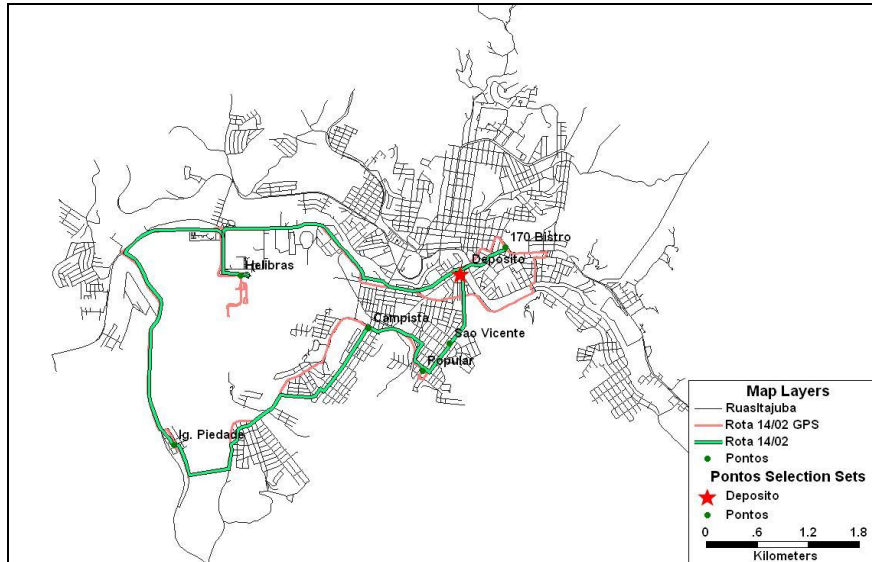 170 Bistro
Deposito
Helibras
Campista
Sao Vicente
Popular
Ig. Piedade
Map Layers
RuasItajuba
Rota 14/02 GPS
Rota 14/02
Pontos
Pontos Selection Sets
Deposito
Pontos
0 .6 1.2 1.8
Kilometers